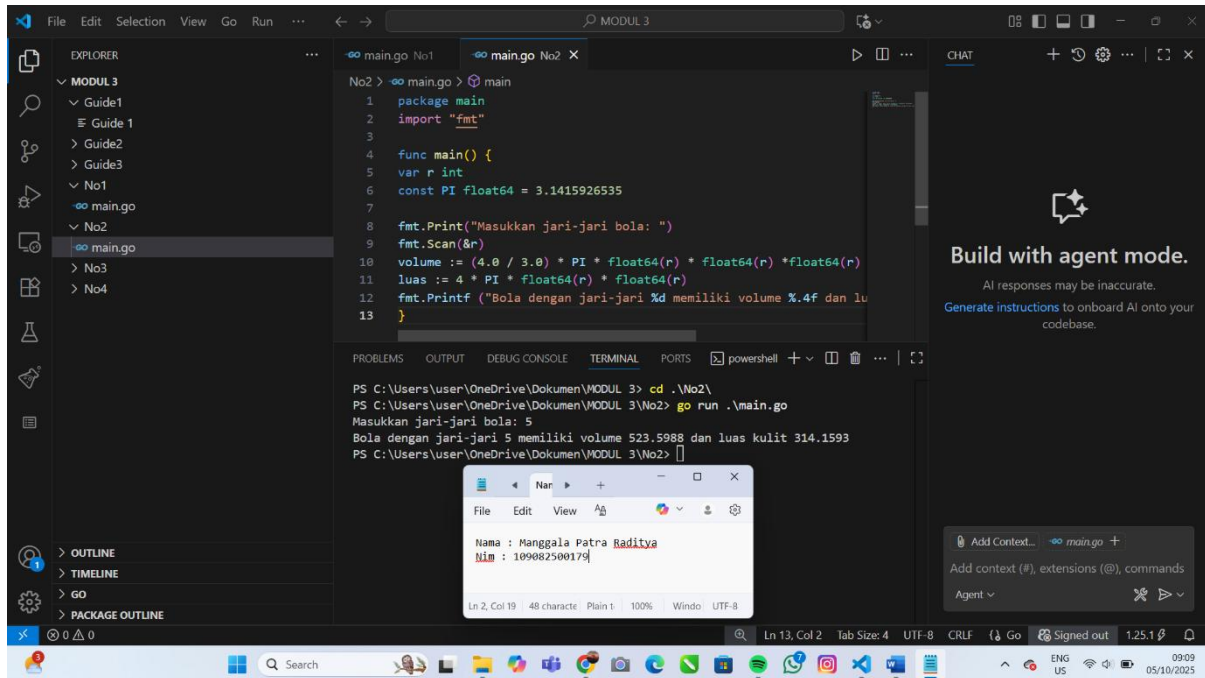 File Edit Selection View Go Run ... MODUL 3
EXPLORER
MODUL 3
Guide1
Guide 1
Guide2
Guide3
No1
main.go
No2
main.go
No3
No4
OUTLINE
TIMELINE
GO
PACKAGE OUTLINE
main.go No1 main.go No2
No2 > main.go > main
1 package main
2 import "fmt"
3
4 func main() {
5 var r int
6 const PI float64 = 3.1415926535
7
8 fmt.Print("Masukkan jari-jari bola: ")
9 fmt.Scan(&r)
10 volume := (4.0 / 3.0) * PI * float64(r) * float64(r) *float64(r)
11 luas := 4 * PI * float64(r) * float64(r)
12 fmt.Printf ("Bola dengan jari-jari %d memiliki volume %.4f dan lu
13 }
PROBLEMS OUTPUT DEBUG CONSOLE TERMINAL PORTS powershell
PS C:\Users\user\OneDrive\Dokumen\MODUL 3> cd .\No2\
PS C:\Users\user\OneDrive\Dokumen\MODUL 3\No2> go run .\main.go
Masukkan jari-jari bola: 5
Bola dengan jari-jari 5 memiliki volume 523.5988 dan luas kulit 314.1593
PS C:\Users\user\OneDrive\Dokumen\MODUL 3\No2>
Nar
File Edit View
Nama : Manggala Patra Raditya
Nim : 109082500179
Ln 2, Col 19 48 characte Plain t 100% Windo UTF-8
CHAT
Build with agent mode.
AI responses may be inaccurate.
Generate instructions to onboard AI onto your
codebase.
Add Context... main.go +
Add context (#), extensions (@), commands
Agent
1
0 0 Ln 13, Col 2 Tab Size: 4 UTF-8 CRLF Go Signed out 1.25.1
Search ENG 09:09
US 05/10/2025